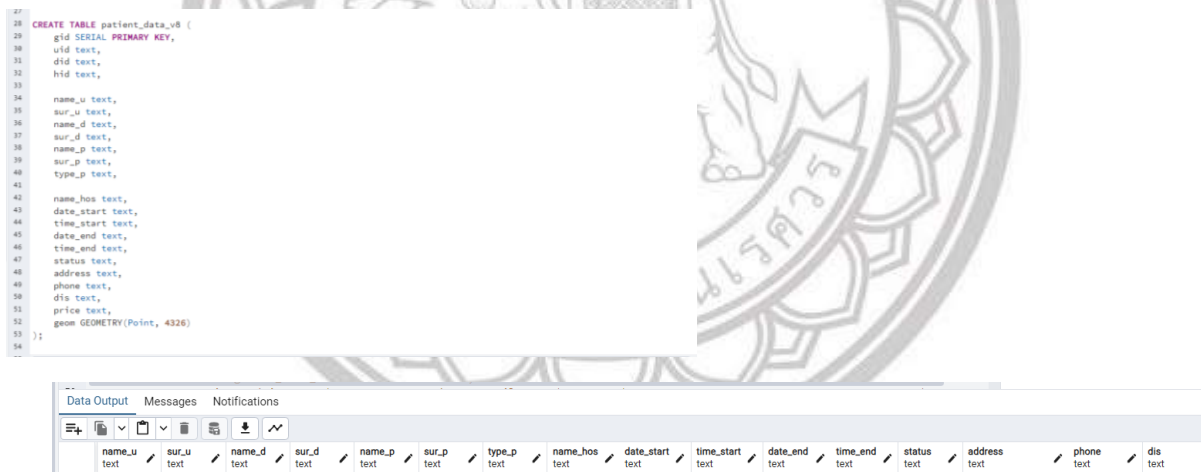 27
28 CREATE TABLE patient_data_v8 (
29 gid SERIAL PRIMARY KEY,
30 uid text,
31 did text,
32 hid text,
33
34 name_u text,
35 sur_u text,
36 name_d text,
37 sur_d text,
38 name_p text,
39 sur_p text,
40 type_p text,
41
42 name_hos text,
43 date_start text,
44 time_start text,
45 date_end text,
46 time_end text,
47 status text,
48 address text,
49 phone text,
50 dis text,
51 price text,
52 geom GEOMETRY(Point, 4326)
53 );
54
นเรศวร
Data Output Messages Notifications
name_u sur_u name_d sur_d name_p sur_p type_p name_hos date_start time_start date_end time_end status address phone dis
text text text text text text text text text text text text text text text text